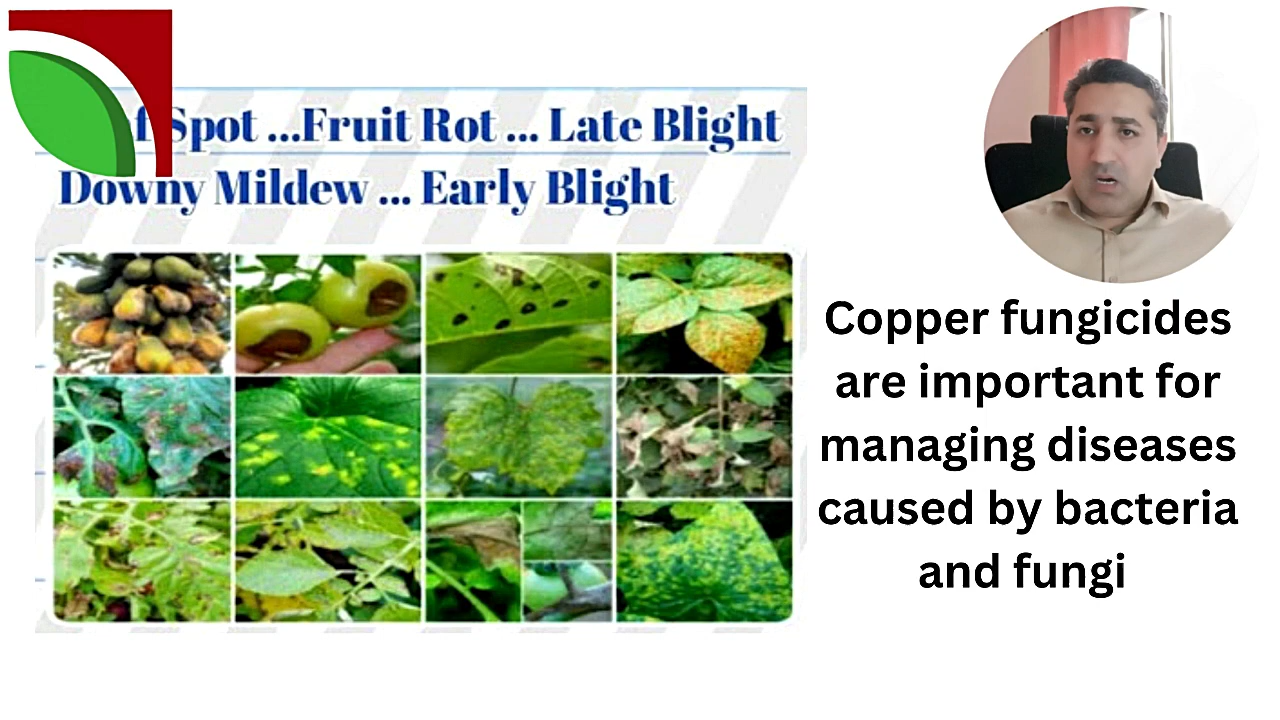 Spot ...Fruit Rot ... Late Blight
Downy Mildew ... Early Blight
Copper fungicides
are important for
managing diseases
caused by bacteria
and fungi